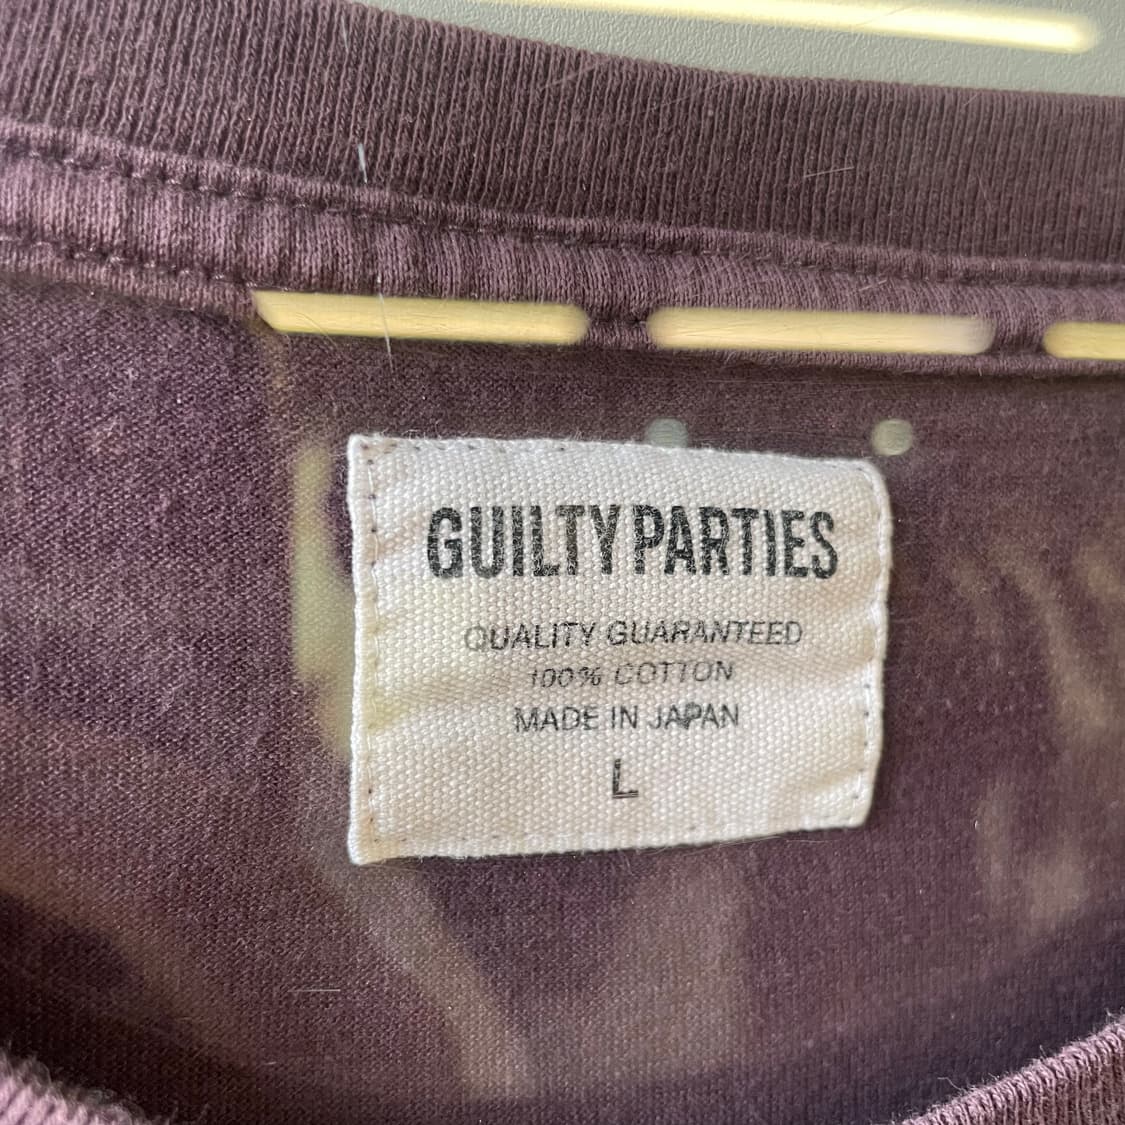 GUILTY PARTIES
QUALITY GUARANTEED
100% COTTON
MADE IN JAPAN
L